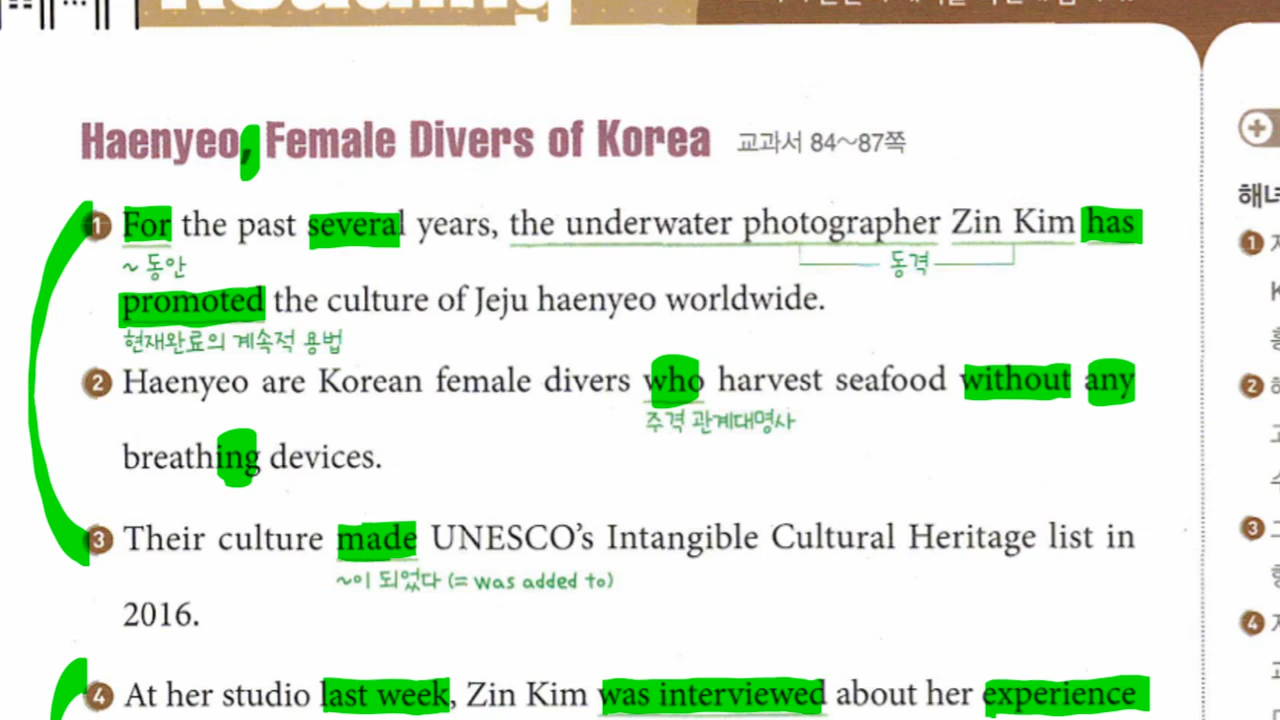 Reading
Haenyeo, Female Divers of Korea 교과서 84~87쪽
1 For the past several years, the underwater photographer Zin Kim has
~ 동안 동격
promoted the culture of Jeju haenyeo worldwide.
현재완료의 계속적 용법
2 Haenyeo are Korean female divers who harvest seafood without any
주격 관계대명사
breathing devices.
3 Their culture made UNESCO's Intangible Cultural Heritage list in
~이 되었다 (= was added to)
2016.
4 At her studio last week, Zin Kim was interviewed about her experience
1
2
3
4